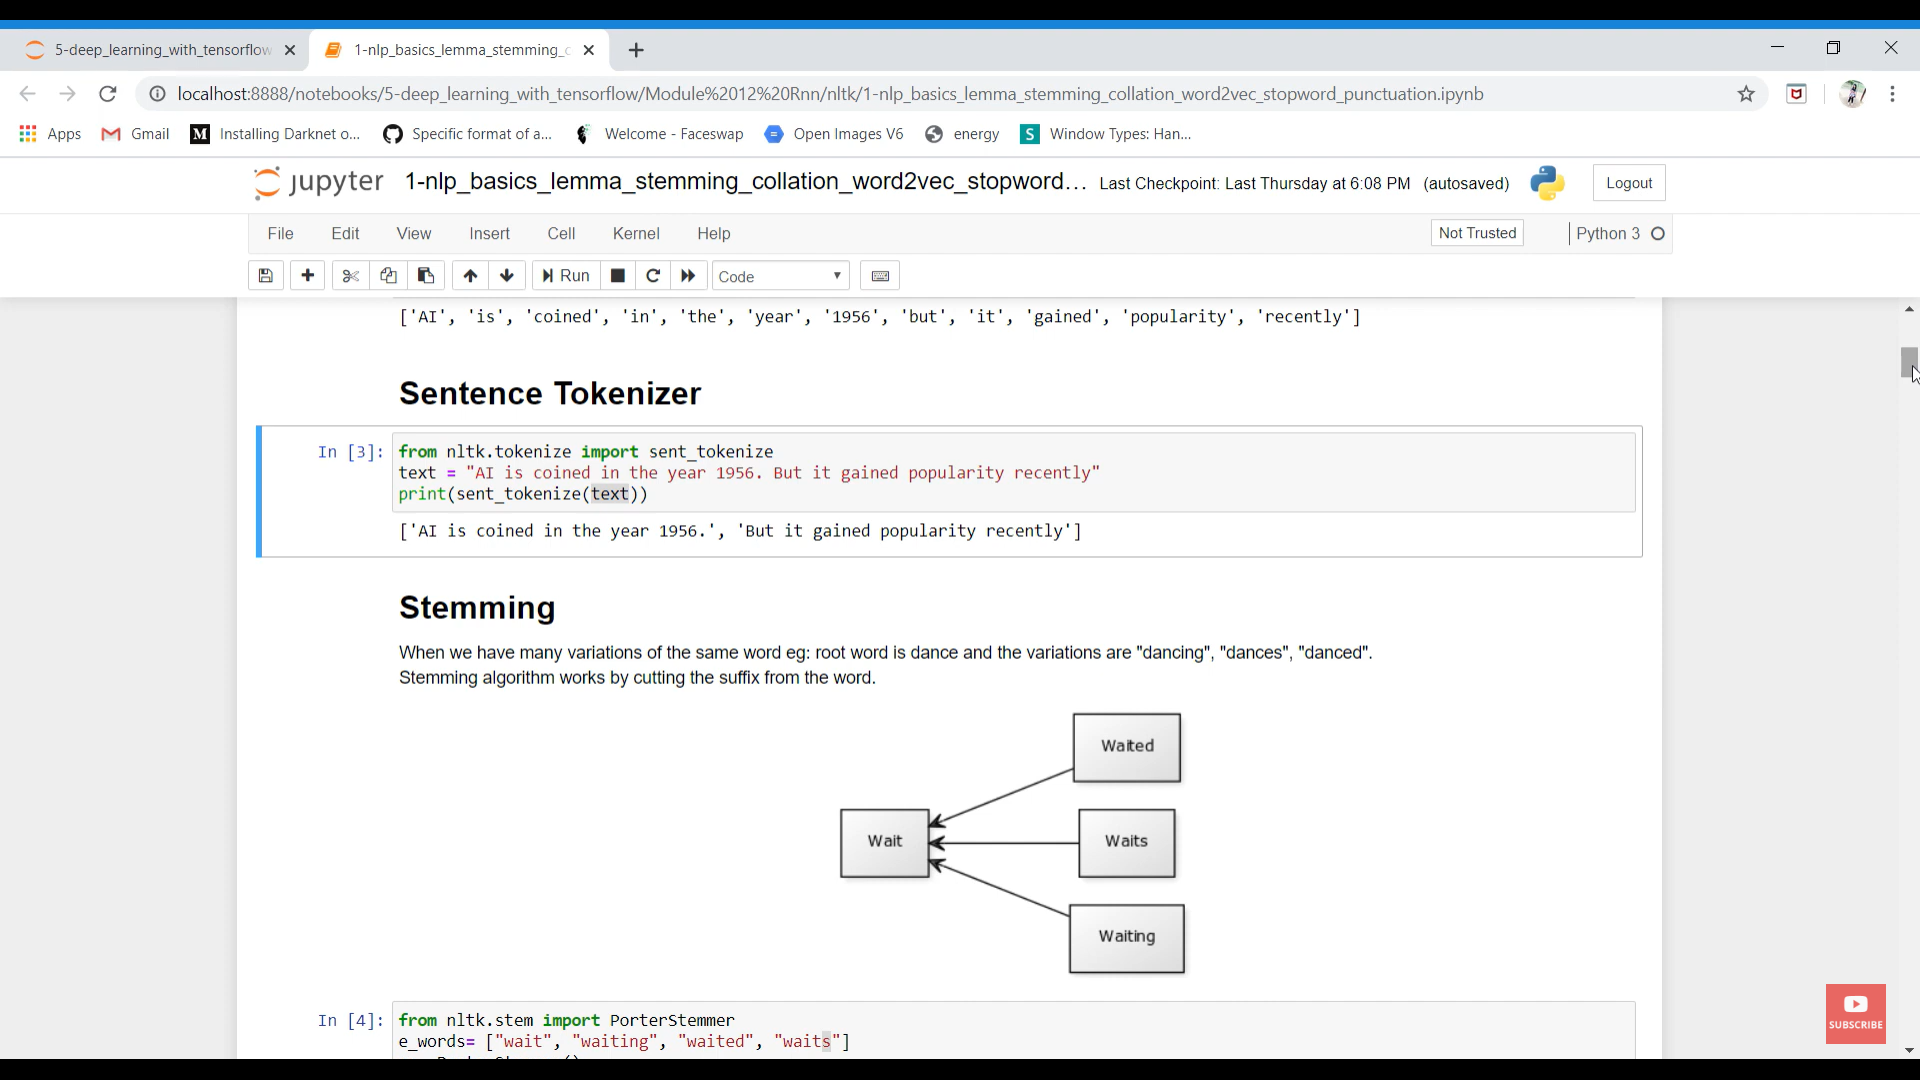 5-deep_learning_with_tensorflow
1-nlp_basics_lemma_stemming_c
localhost:8888/notebooks/5-deep_learning_with_tensorflow/Module%2012%20Rnn/nltk/1-nlp_basics_lemma_stemming_collation_word2vec_stopword_punctuation.ipynb
Apps Gmail M Installing Darknet o... Specific format of a... Welcome - Faceswap Open Images V6 energy S Window Types: Han...
jupyter 1-nlp_basics_lemma_stemming_collation_word2vec_stopword... Last Checkpoint: Last Thursday at 6:08 PM (autosaved) Logout
File Edit View Insert Cell Kernel Help Not Trusted Python 3
Run Code
['AI', 'is', 'coined', 'in', 'the', 'year', '1956', 'but', 'it', 'gained', 'popularity', 'recently']
Sentence Tokenizer
In [3]: from nltk.tokenize import sent_tokenize
text = "AI is coined in the year 1956. But it gained popularity recently"
print(sent_tokenize(text))
['AI is coined in the year 1956.', 'But it gained popularity recently']
Stemming
When we have many variations of the same word eg: root word is dance and the variations are "dancing", "dances", "danced".
Stemming algorithm works by cutting the suffix from the word.
Waited
Wait
Waits
Waiting
In [4]: from nltk.stem import PorterStemmer
e_words= ["wait", "waiting", "waited", "waits"]
SUBSCRIBE